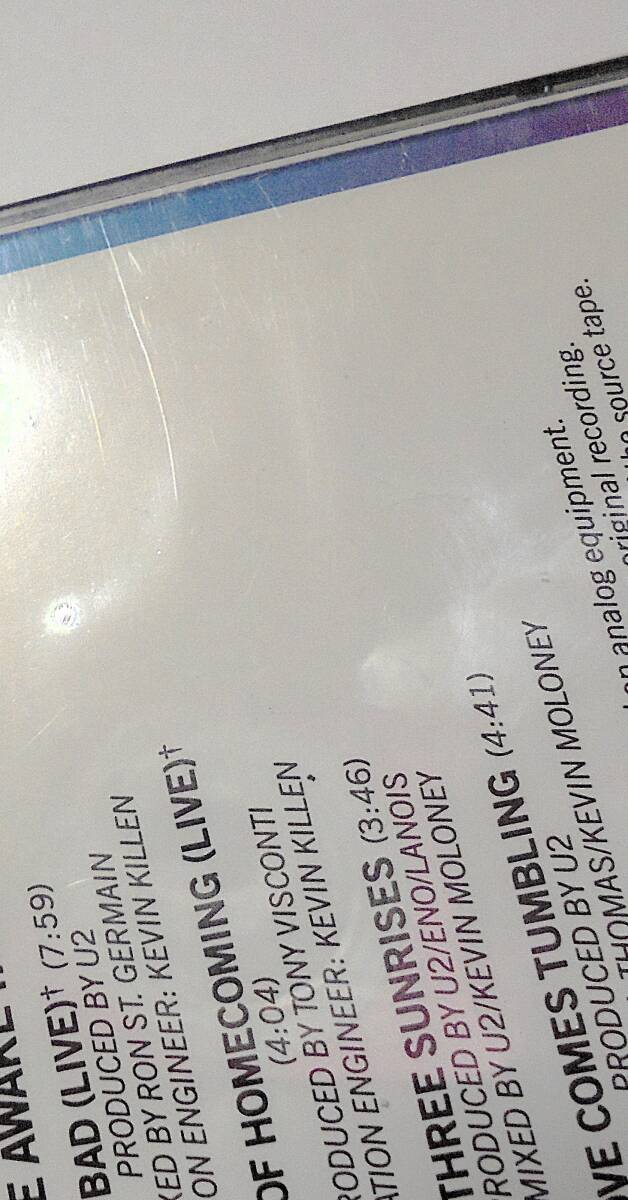 E AWAKE
BAD (LIVE)† (7:59)
PRODUCED BY U2
XED BY RON ST. GERMAIN
ON ENGINEER: KEVIN KILLEN
OF HOMECOMING (LIVE)†
(4:04)
RODUCED BY TONY VISCONTI
ATION ENGINEER: KEVIN KILLEN
THREE SUNRISES (3:46)
RODUCED BY U2/ENO/LANOIS
MIXED BY U2/KEVIN MOLONEY
VE COMES TUMBLING (4:41)
PRODUCED BY U2
THOMAS/KEVIN MOLONEY
on analog equipment.
original recording.
the source tape.